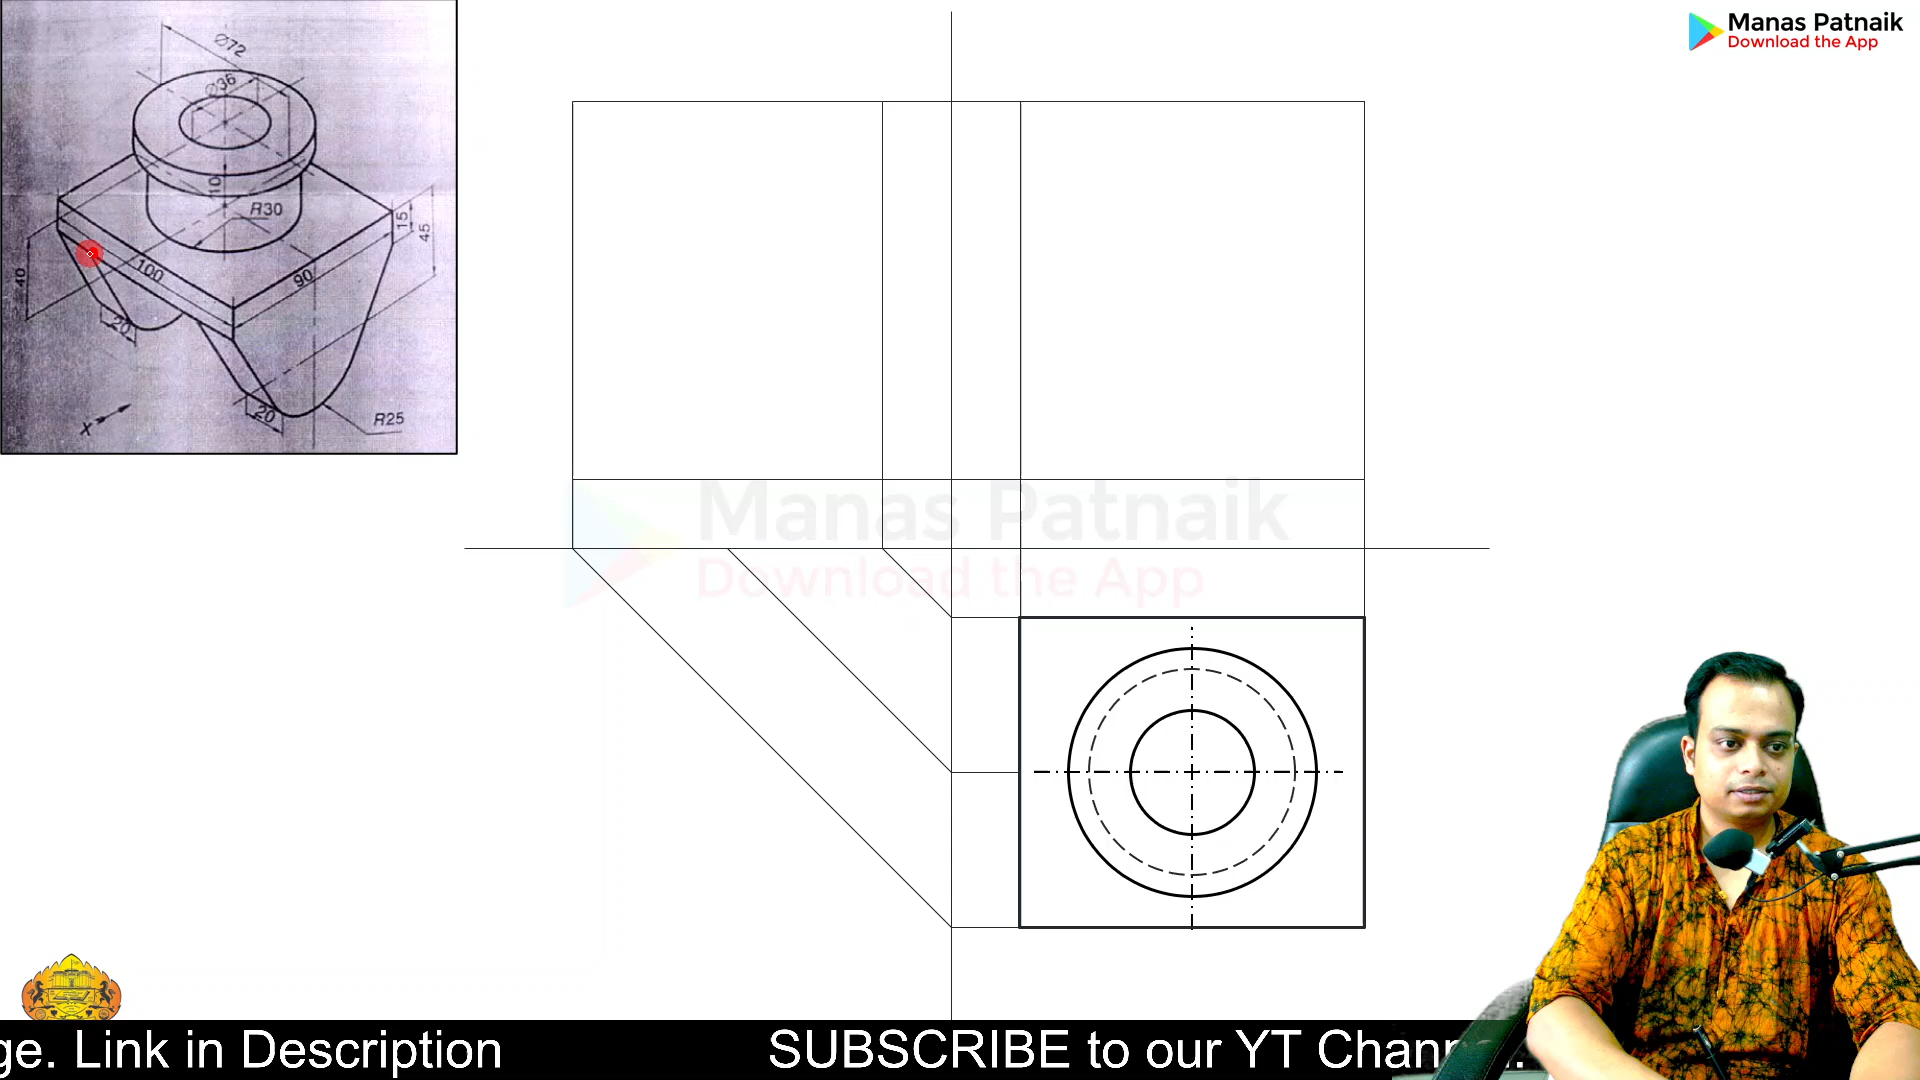 Manas Patnaik
Download the App
Ø72
Ø36
10
R30
15
45
40
100
90
20
20
R25
X
Manas Patnaik
Download the App
ge. Link in Description SUBSCRIBE to our YT Chann